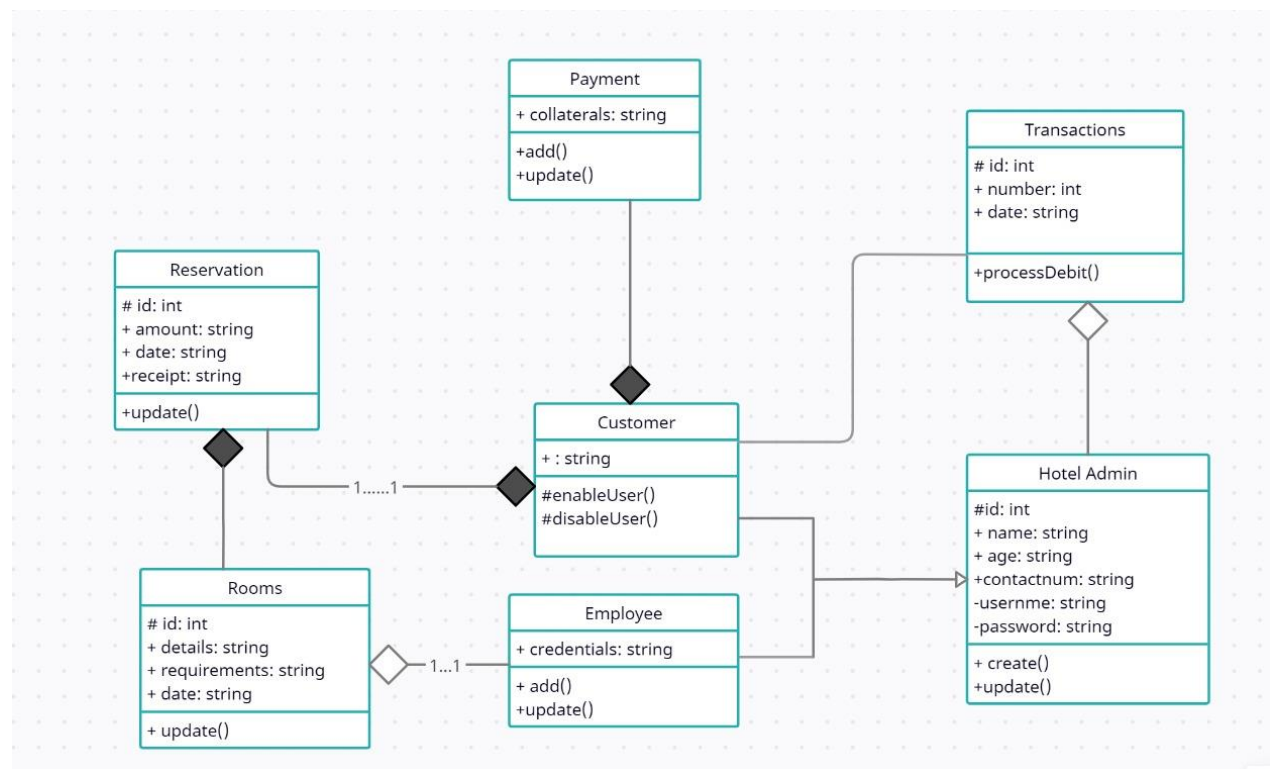 Payment
+ collaterals: string
+add()
+update()
Transactions
# id: int
+ number: int
+ date: string
+processDebit()
Reservation
# id: int
+ amount: string
+ date: string
+receipt: string
+update()
Customer
+ : string
#enableUser()
#disableUser()
1......1
Hotel Admin
#id: int
+ name: string
+ age: string
+contactnum: string
-usernme: string
-password: string
+ create()
+update()
Rooms
# id: int
+ details: string
+ requirements: string
+ date: string
+ update()
1...1
Employee
+ credentials: string
+ add()
+update()